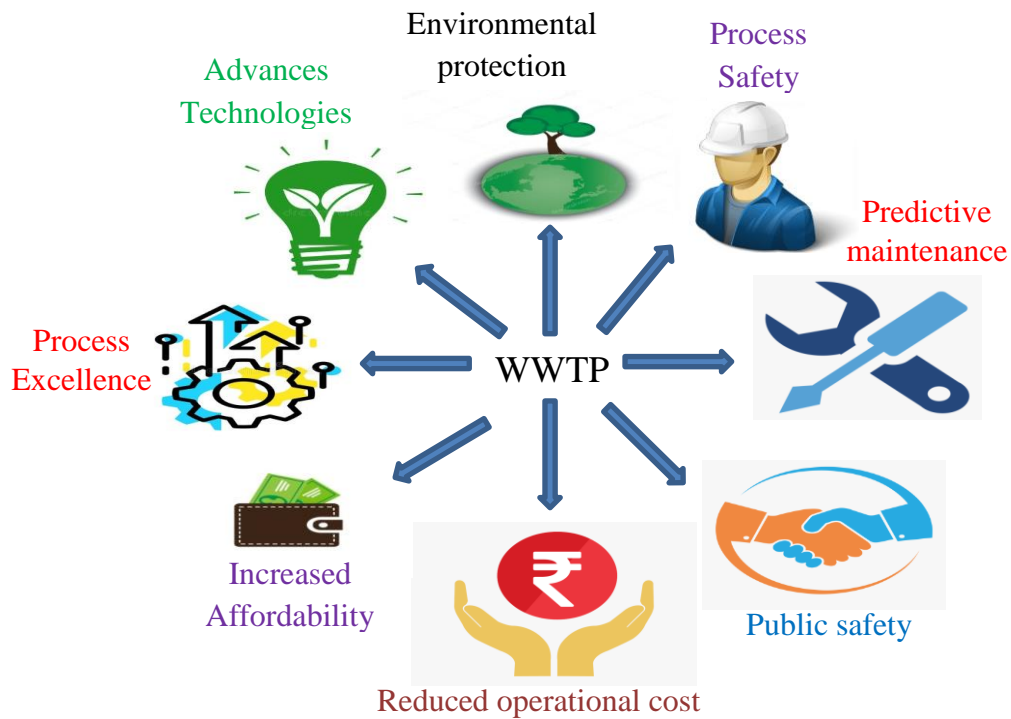 Environmental
protection
Process
Safety
Advances
Technologies
Predictive
maintenance
Process
Excellence
WWTP
Increased
Affordability
Public safety
Reduced operational cost
₹